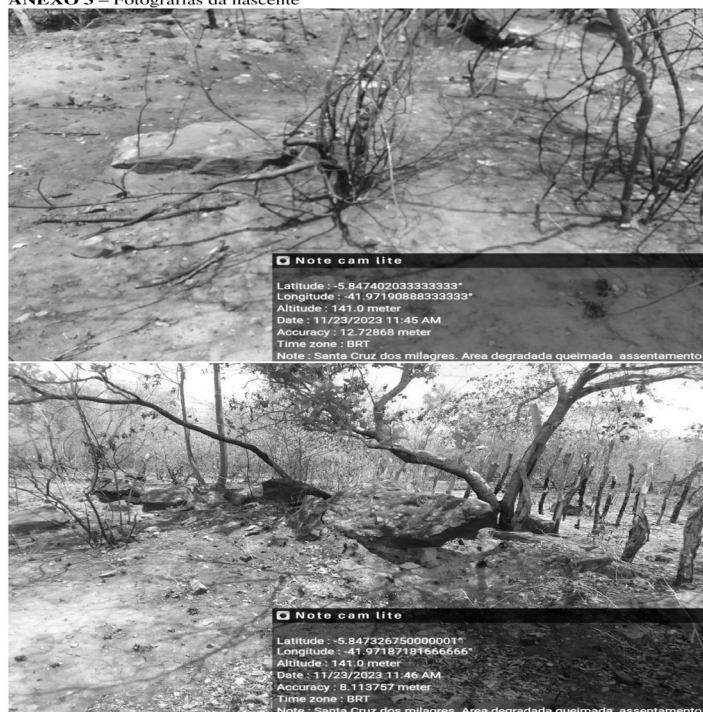 ANEXO 3 – Fotografias da nascente
Note cam lite
Latitude : -5.847402033333333°
Longitude : -41.97190888333333°
Altitude : 141.0 meter
Date : 11/23/2023 11:45 AM
Accuracy : 12.72868 meter
Time zone : BRT
Note : Santa Cruz dos milagres. Area degradada queimada assentamento
Note cam lite
Latitude : -5.847326750000001°
Longitude : -41.97187181666666°
Altitude : 141.0 meter
Date : 11/23/2023 11:46 AM
Accuracy : 8.113757 meter
Time zone : BRT
Note : Santa Cruz dos milagres. Area degradada queimada assentamento